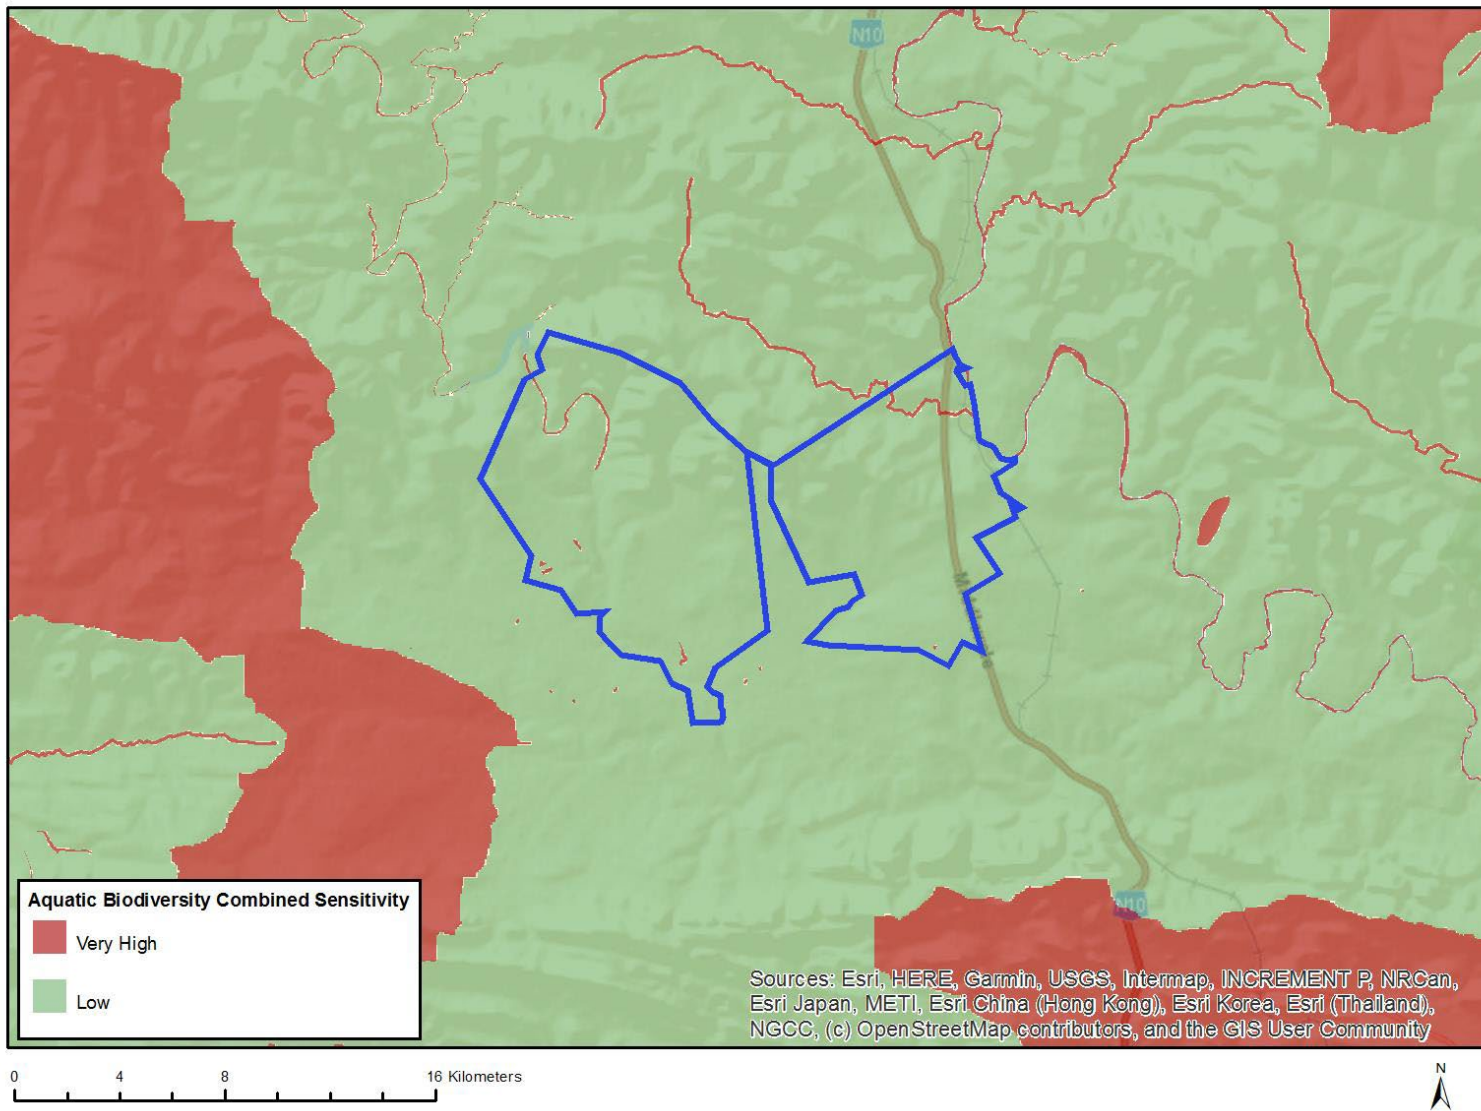 N10
N10
Aquatic Biodiversity Combined Sensitivity
Very High
Low
Sources: Esri, HERE, Garmin, USGS, Intermap, INCREMENT P, NRCan,
Esri Japan, METI, Esri China (Hong Kong), Esri Korea, Esri (Thailand),
NGCC, (c) OpenStreetMap contributors, and the GIS User Community
0 4 8 16 Kilometers
N